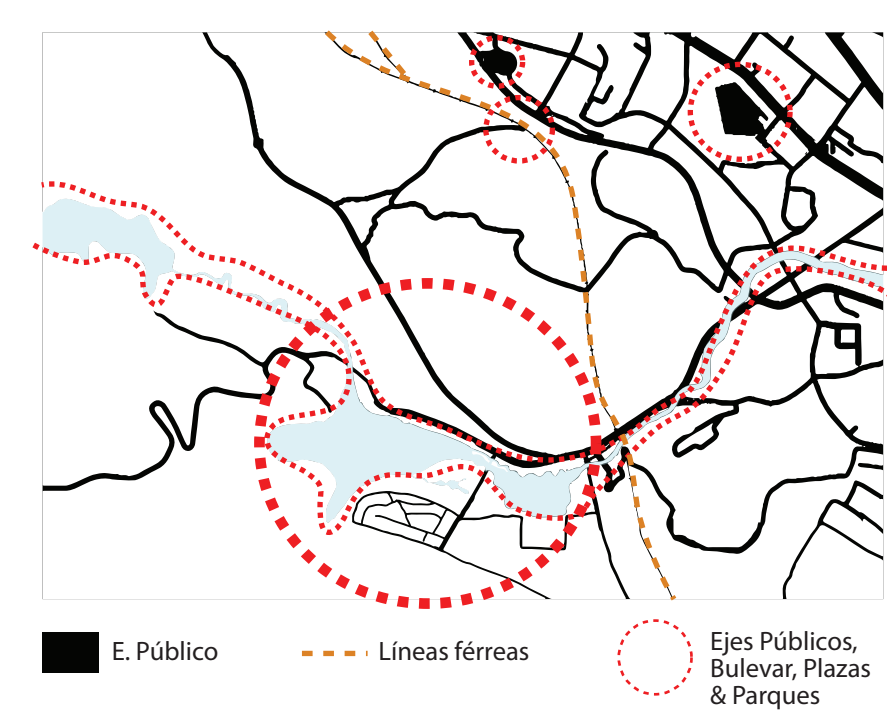 E. Público
Líneas férreas
Ejes Públicos,
Bulevar, Plazas
& Parques